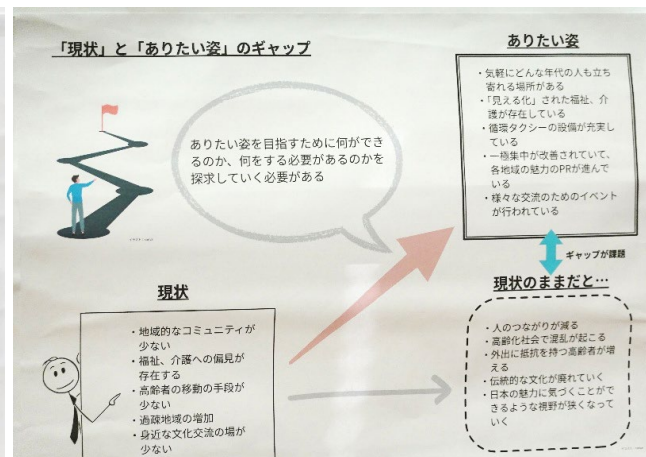 「現状」と「ありたい姿」のギャップ
ありたい姿を目指すために何ができ
るのか、何をする必要があるのかを
探求していく必要がある
ありたい姿
・気軽にどんな年代の人も立ち
寄れる場所がある
・「見える化」された福祉、介
護が存在している
・循環タクシーの設備が充実し
ている
・一極集中が改善されていて、
各地域の魅力のPRが進んで
いる
・様々な交流のためのイベント
が行われている
ギャップが課題
現状
・地域的なコミュニティが
少ない
・福祉、介護への偏見が
存在する
・高齢者の移動の手段が
少ない
・過疎地域の増加
・身近な文化交流の場が
少ない
現状のままだと…
・人のつながりが減る
・高齢化社会で混乱が起こる
・外出に抵抗を持つ高齢者が増
える
・伝統的な文化が廃れていく
・日本の魅力に気づくことがで
きるような視野が狭くなって
いく